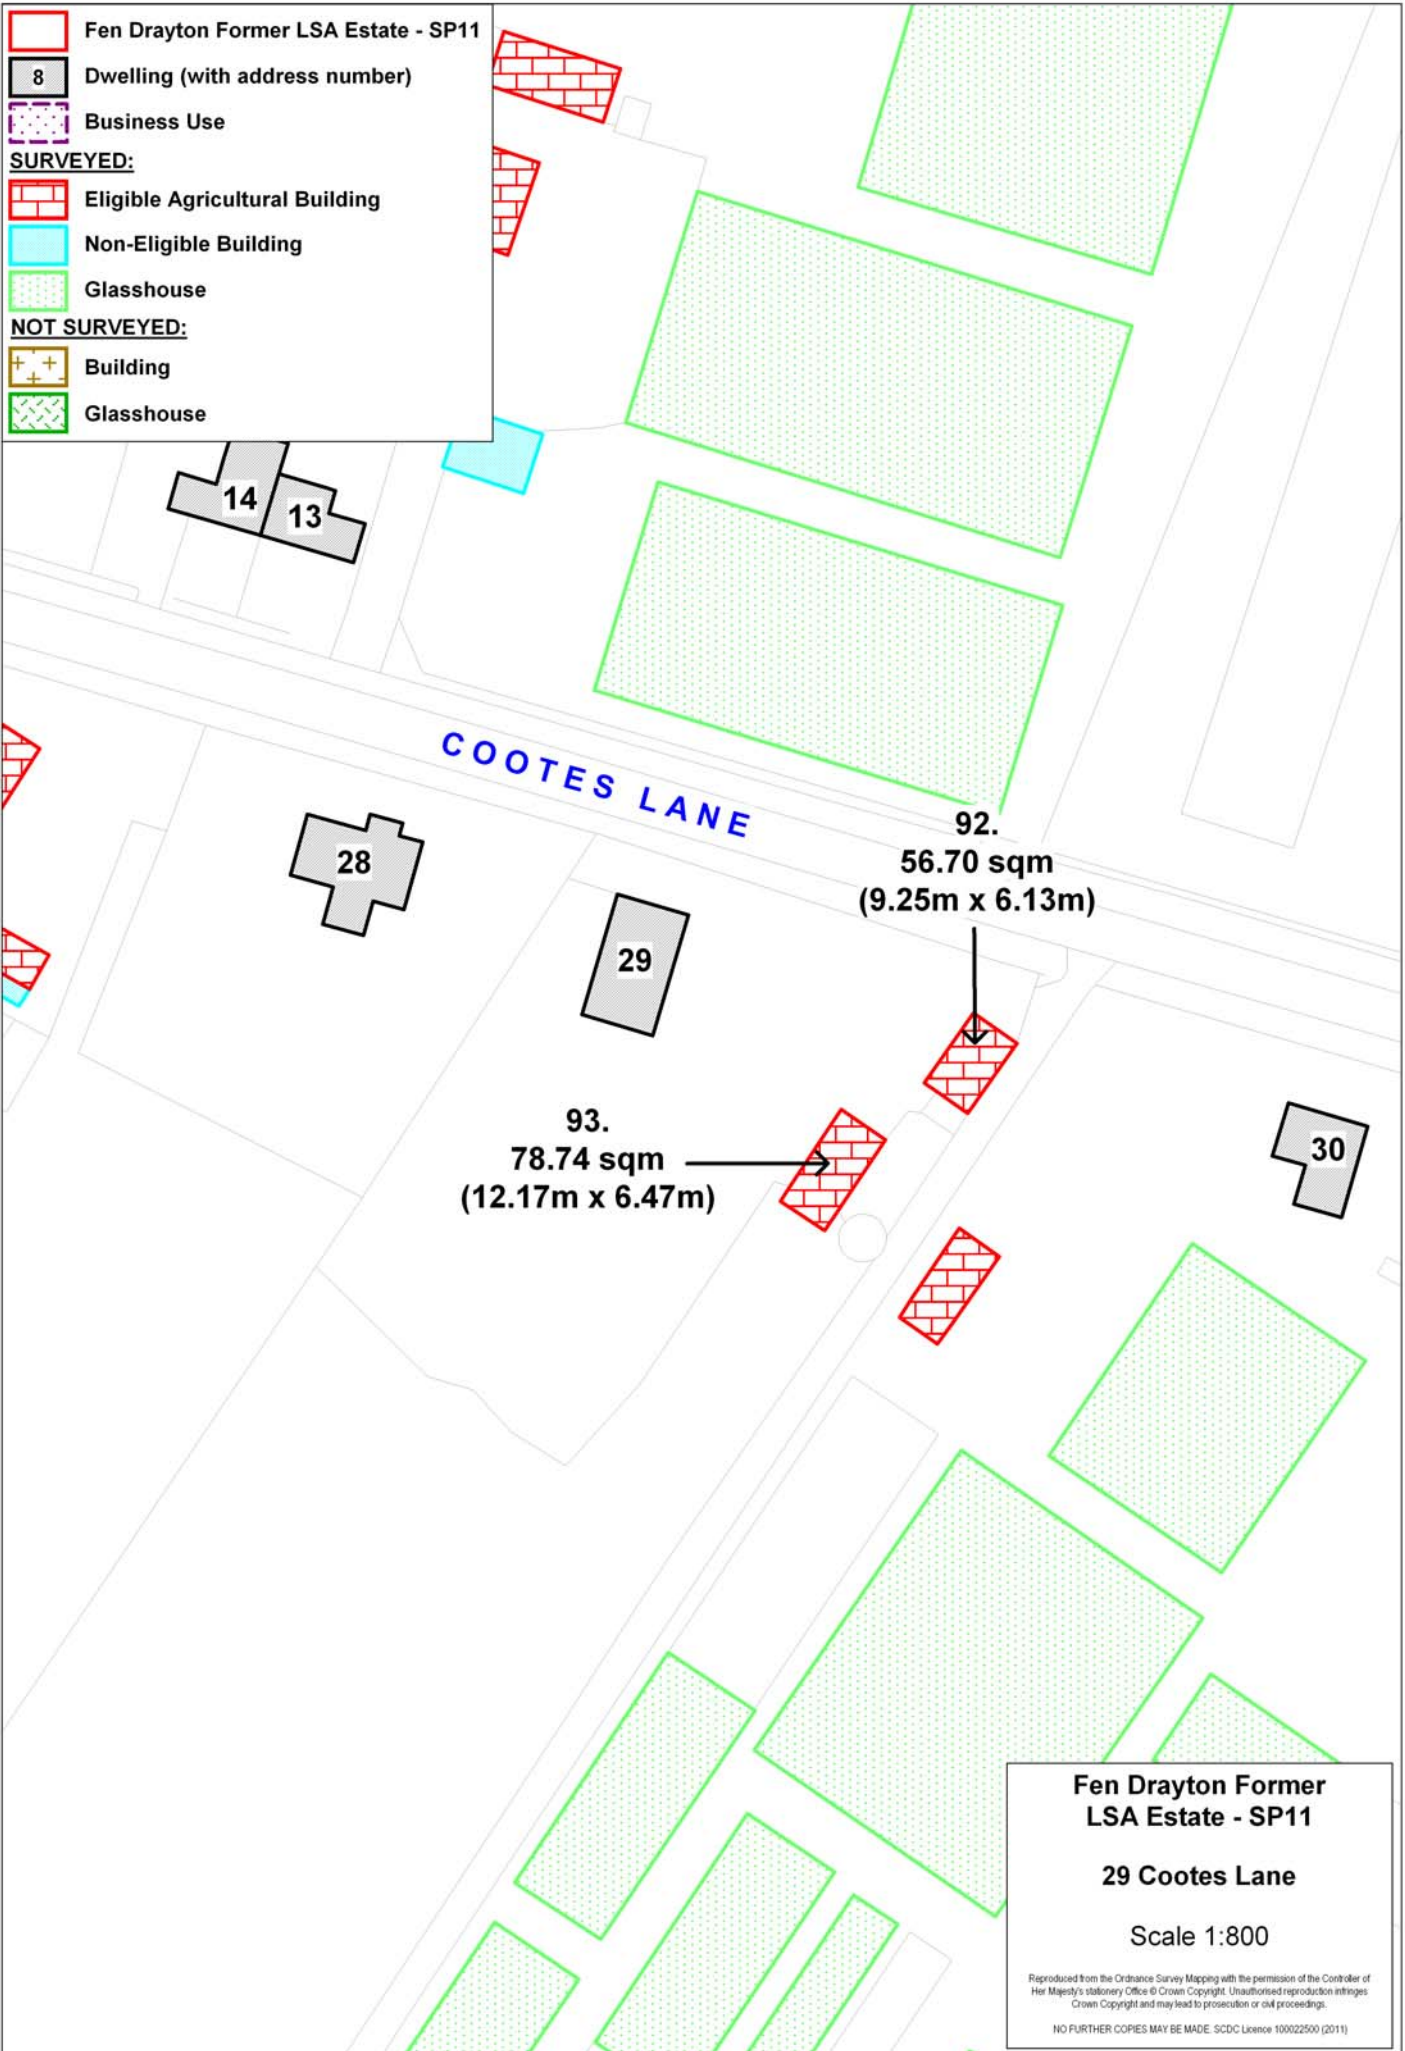 Fen Drayton Former LSA Estate - SP11
8 Dwelling (with address number)
Business Use
SURVEYED:
Eligible Agricultural Building
Non-Eligible Building
Glasshouse
NOT SURVEYED:
Building
Glasshouse
14
13
COOTES LANE
92.
56.70 sqm
(9.25m x 6.13m)
28
29
93.
78.74 sqm
(12.17m x 6.47m)
30
Fen Drayton Former
LSA Estate - SP11
29 Cootes Lane
Scale 1:800
Reproduced from the Ordnance Survey Mapping with the permission of the Controller of
Her Majesty's stationery Office © Crown Copyright. Unauthorised reproduction infringes
Crown Copyright and may lead to prosecution or civil proceedings.
NO FURTHER COPIES MAY BE MADE. SCDC Licence 100022500 (2011)